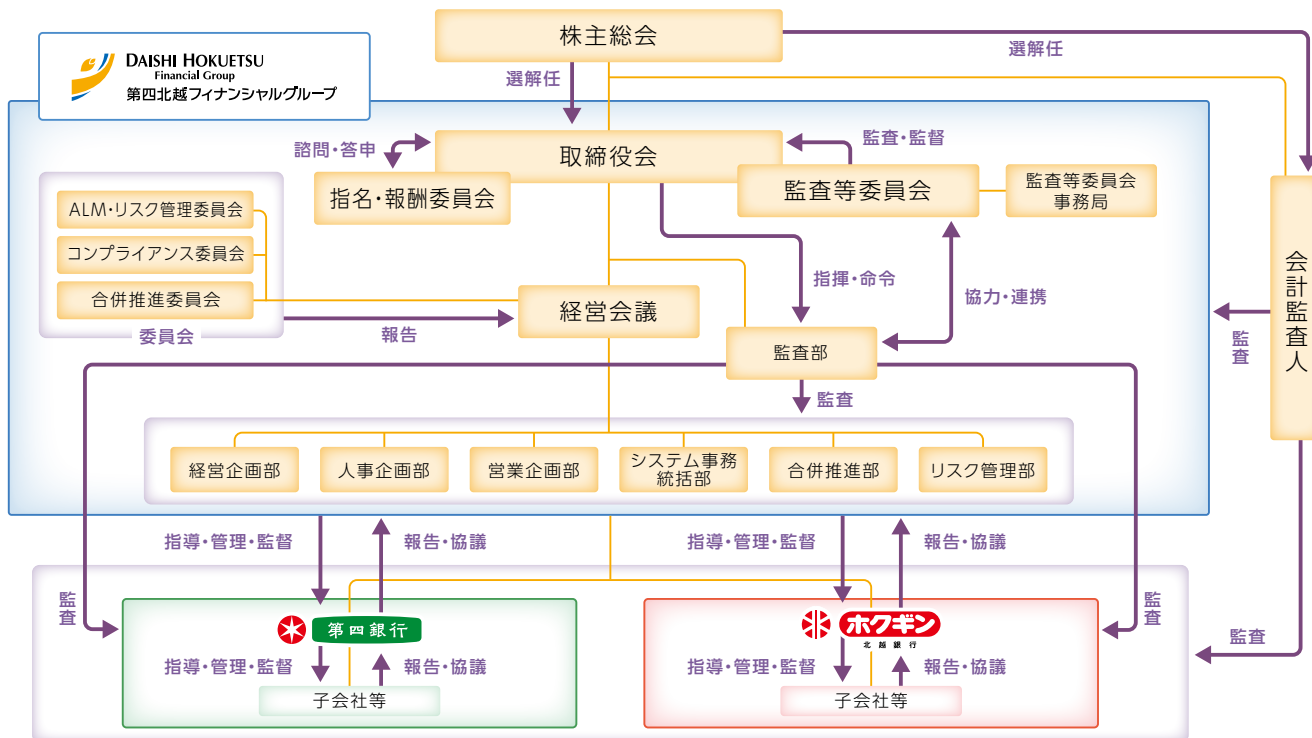 株主総会
選解任
選解任
DAISHI HOKUETSU
Financial Group
第四北越フィナンシャルグループ
取締役会
諮問・答申
監査・監督
指名・報酬委員会
監査等委員会
監査等委員会
事務局
ALM・リスク管理委員会
コンプライアンス委員会
合併推進委員会
委員会
報告
経営会議
指揮・命令
協力・連携
監査部
監査
会計監査人
監査
経営企画部
人事企画部
営業企画部
システム事務
統括部
合併推進部
リスク管理部
指導・管理・監督
報告・協議
指導・管理・監督
報告・協議
監査
第四銀行
ホクギン
北越銀行
監査
監査
指導・管理・監督
報告・協議
指導・管理・監督
報告・協議
子会社等
子会社等